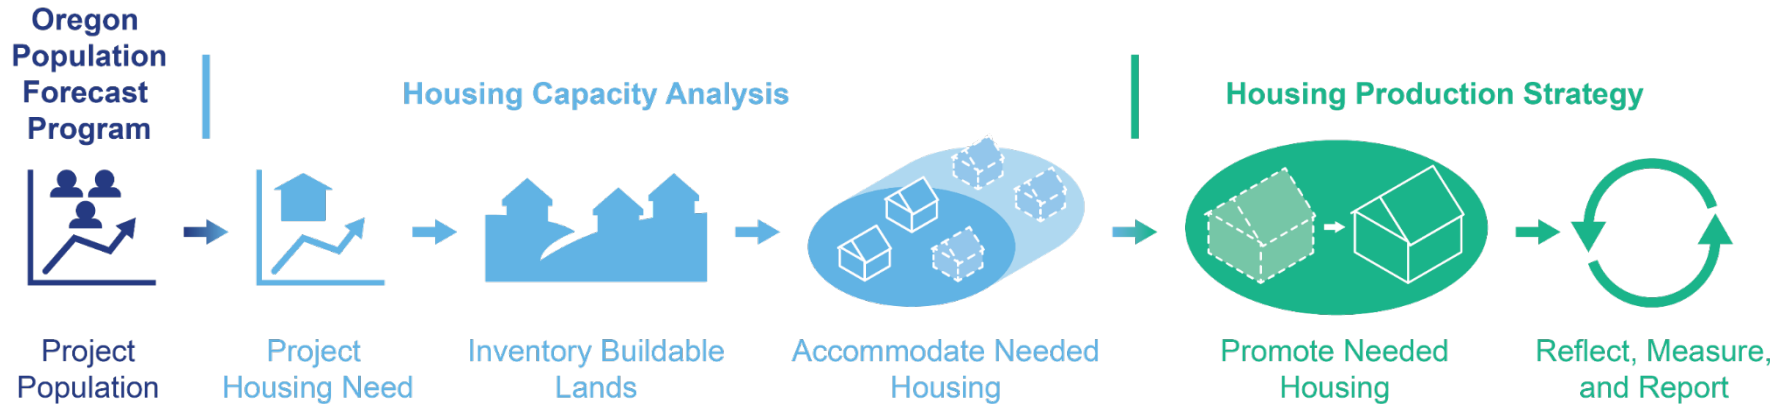 Oregon
Population
Forecast
Program
Housing Capacity Analysis
Housing Production Strategy
Project
Population
Project
Housing Need
Inventory Buildable
Lands
Accommodate Needed
Housing
Promote Needed
Housing
Reflect, Measure,
and Report